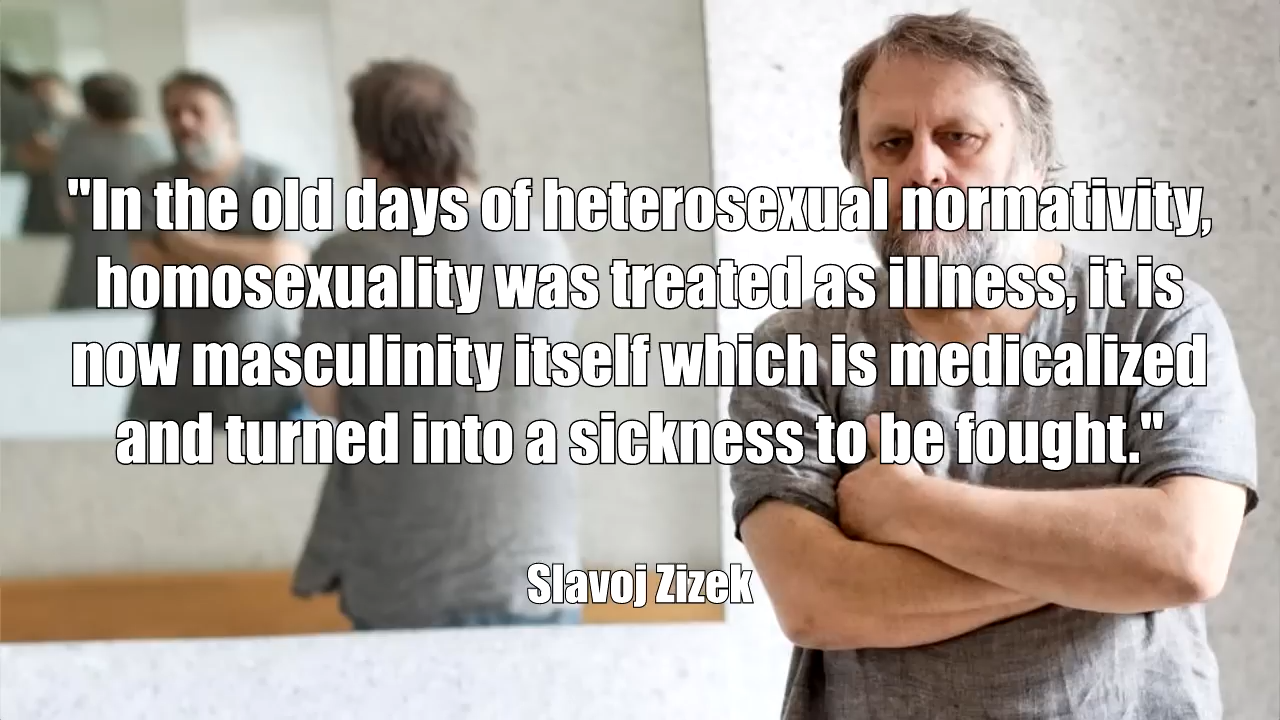 "In the old days of heterosexual normativity,
homosexuality was treated as illness, it is
now masculinity itself which is medicalized
and turned into a sickness to be fought."
Slavoj Zizek